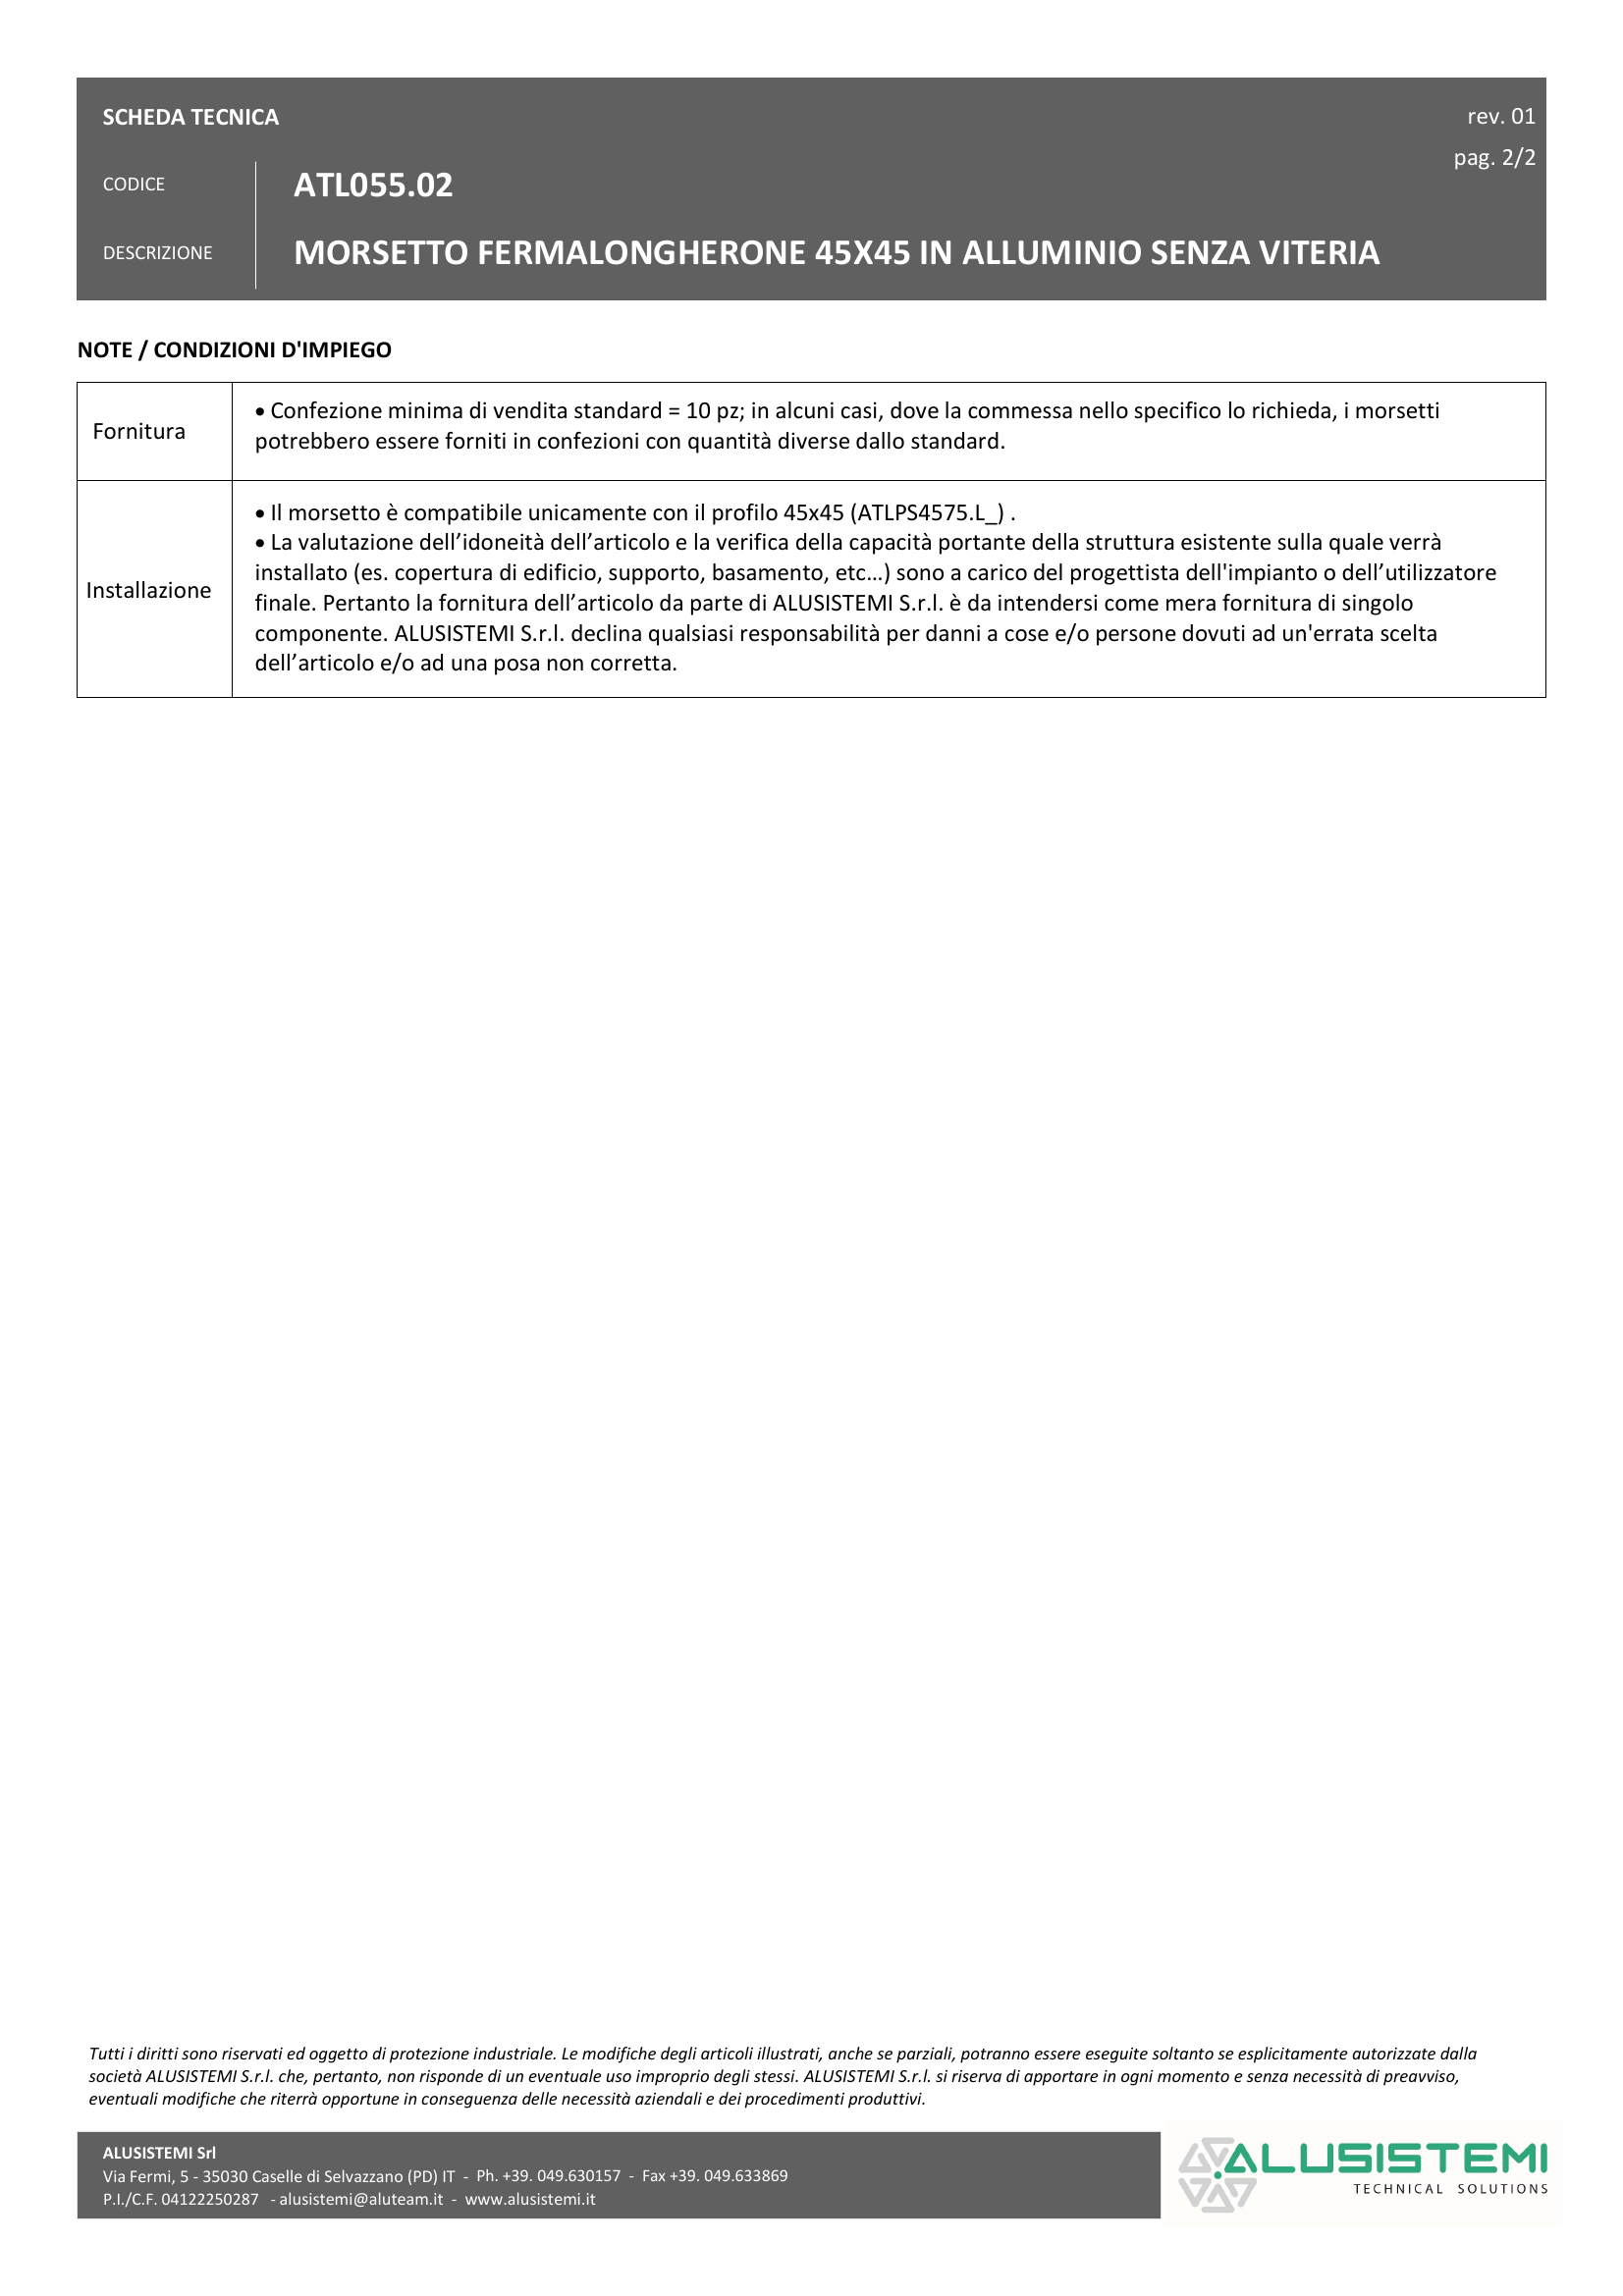 SCHEDA TECNICA
rev. 01
pag. 2/2
CODICE
ATL055.02
DESCRIZIONE
MORSETTO FERMALONGHERONE 45X45 IN ALLUMINIO SENZA VITERIA
NOTE / CONDIZIONI D'IMPIEGO
Fornitura
• Confezione minima di vendita standard = 10 pz; in alcuni casi, dove la commessa nello specifico lo richieda, i morsetti
potrebbero essere forniti in confezioni con quantità diverse dallo standard.
Installazione
• Il morsetto è compatibile unicamente con il profilo 45x45 (ATLPS4575.L_) .
• La valutazione dell’idoneità dell’articolo e la verifica della capacità portante della struttura esistente sulla quale verrà
installato (es. copertura di edificio, supporto, basamento, etc…) sono a carico del progettista dell'impianto o dell’utilizzatore
finale. Pertanto la fornitura dell’articolo da parte di ALUSISTEMI S.r.l. è da intendersi come mera fornitura di singolo
componente. ALUSISTEMI S.r.l. declina qualsiasi responsabilità per danni a cose e/o persone dovuti ad un'errata scelta
dell’articolo e/o ad una posa non corretta.
Tutti i diritti sono riservati ed oggetto di protezione industriale. Le modifiche degli articoli illustrati, anche se parziali, potranno essere eseguite soltanto se esplicitamente autorizzate dalla
società ALUSISTEMI S.r.l. che, pertanto, non risponde di un eventuale uso improprio degli stessi. ALUSISTEMI S.r.l. si riserva di apportare in ogni momento e senza necessità di preavviso,
eventuali modifiche che riterrà opportune in conseguenza delle necessità aziendali e dei procedimenti produttivi.
ALUSISTEMI Srl
Via Fermi, 5 - 35030 Caselle di Selvazzano (PD) IT - Ph. +39. 049.630157 - Fax +39. 049.633869
P.I./C.F. 04122250287 - alusistemi@aluteam.it - www.alusistemi.it
ALUSISTEMI
TECHNICAL SOLUTIONS